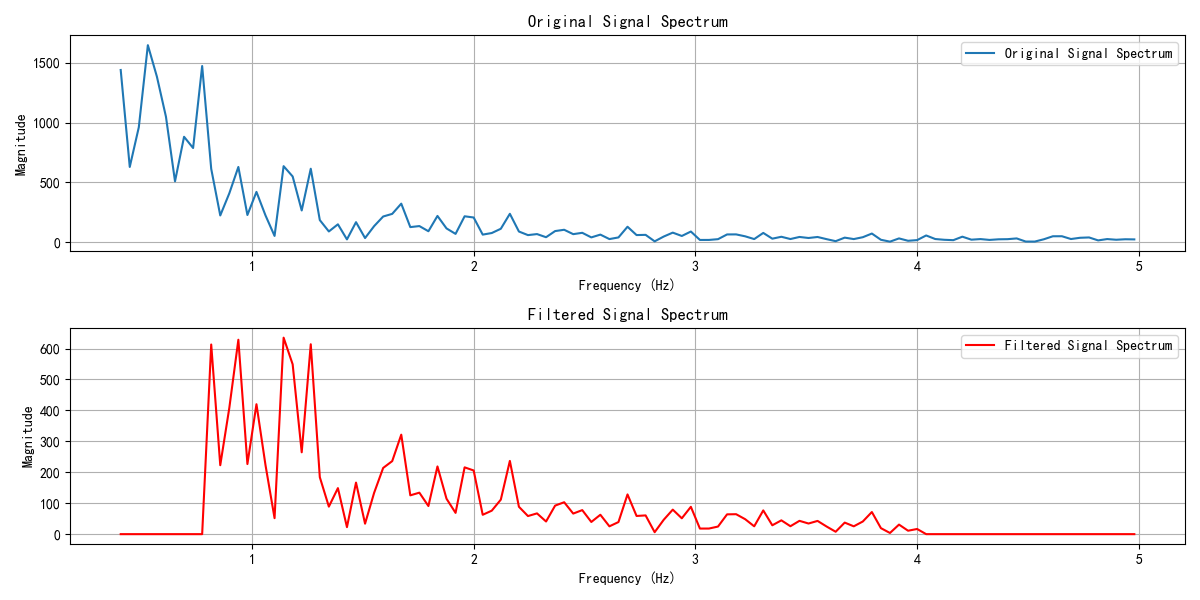 Original Signal Spectrum
Original Signal Spectrum
Magnitude
1500
1000
500
0
1 2 3 4 5
Frequency (Hz)
Filtered Signal Spectrum
Filtered Signal Spectrum
Magnitude
600
500
400
300
200
100
0
1 2 3 4 5
Frequency (Hz)